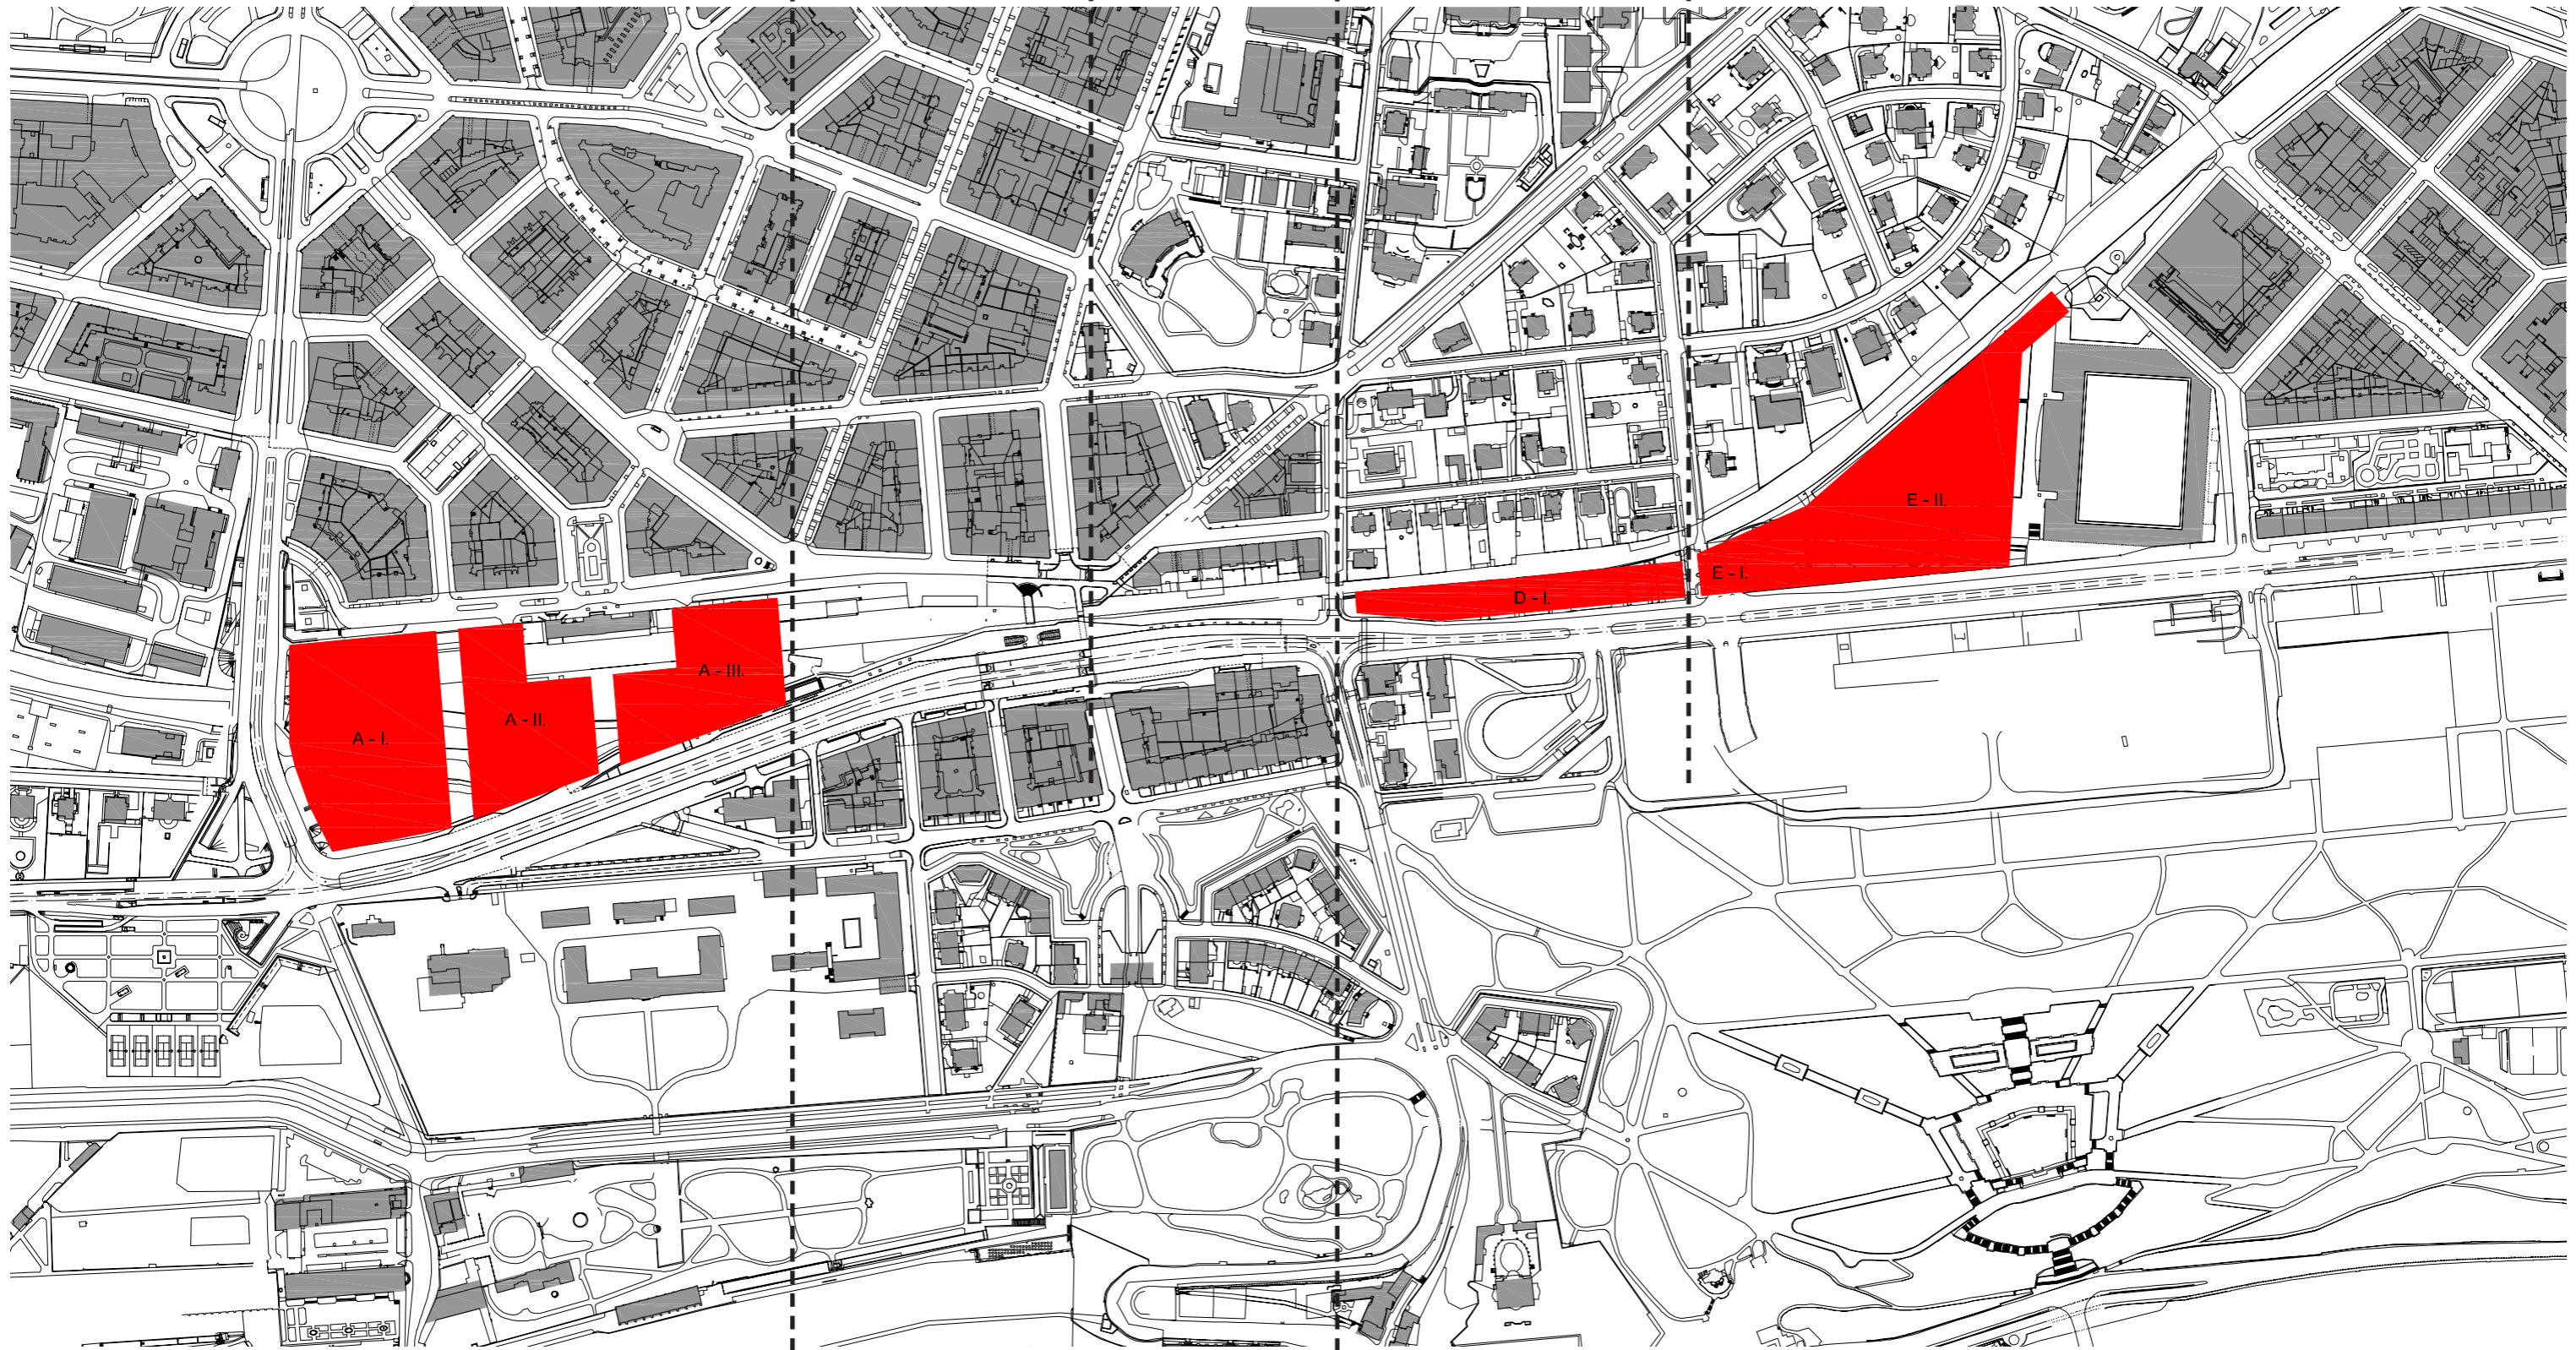 A - I.
A - II.
A - III.
D - I.
E - I.
E - II.